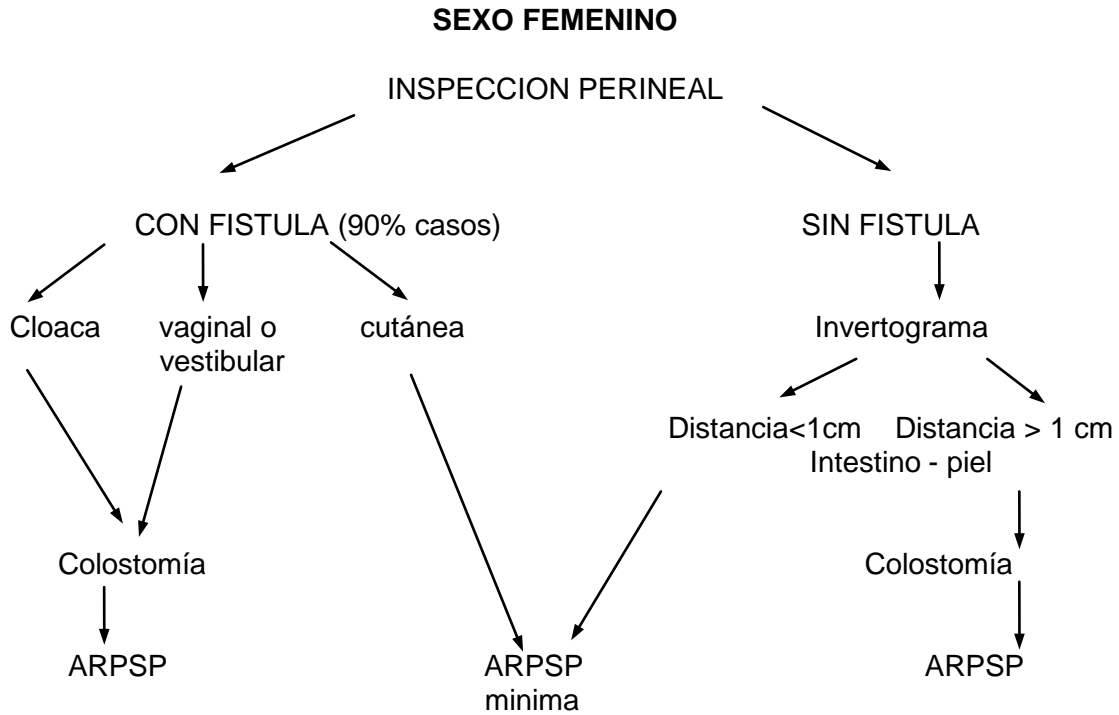 SEXO FEMENINO
INSPECCION PERINEAL
CON FISTULA (90% casos)
SIN FISTULA
Cloaca
vaginal o
vestibular
cutánea
Invertograma
Distancia<1cm
Distancia > 1 cm
Intestino - piel
Colostomía
Colostomía
ARPSP
ARPSP
minima
ARPSP